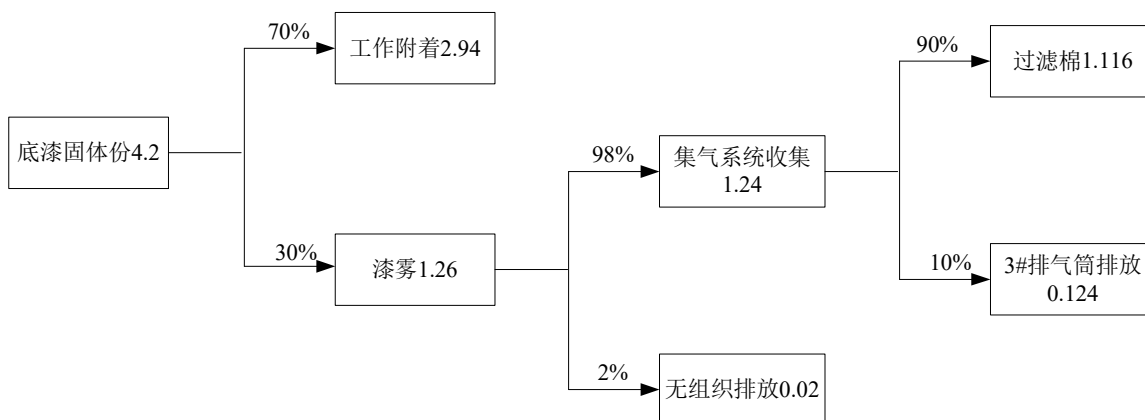 70%
工作附着2.94
90%
过滤棉1.116
底漆固体份4.2
98%
集气系统收集
1.24
30%
漆雾1.26
10%
3#排气筒排放
0.124
2%
无组织排放0.02